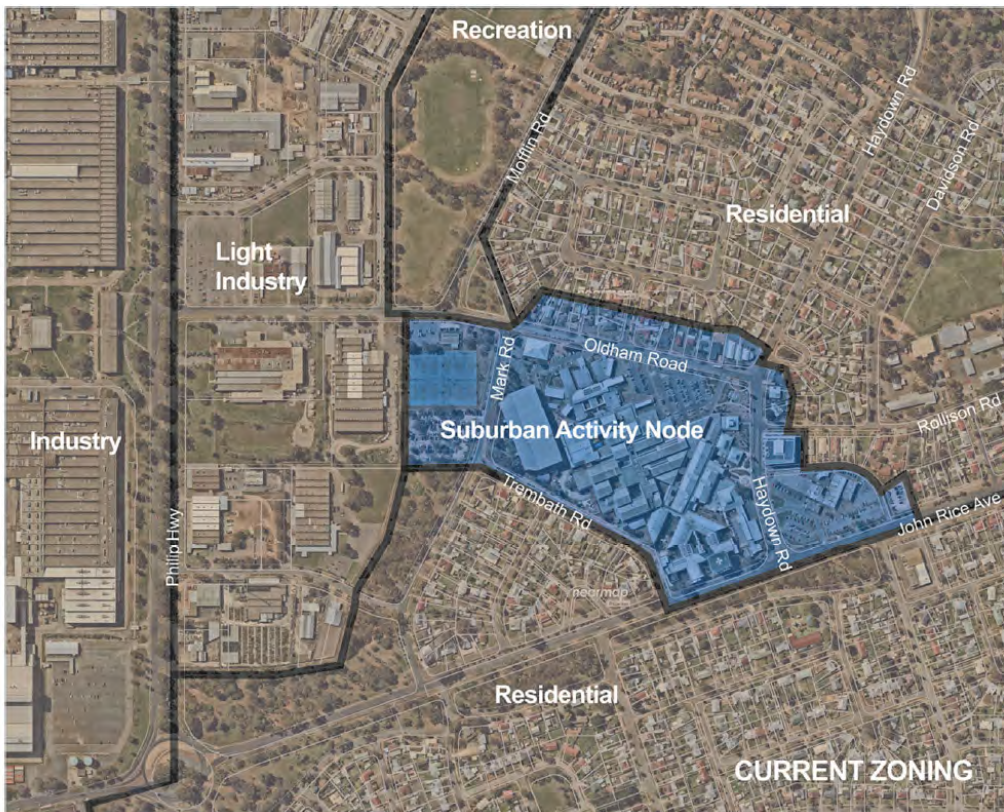 Recreation
Haydown Rd
Mofflin Rd
Davidson Rd
Residential
Light
Industry
Oldham Road
Mark Rd
Rollison Rd
Industry
Suburban Activity Node
Trembath Rd
Haydown Rd
John Rice Ave
Philip Hwy
nearmap
Residential
CURRENT ZONING